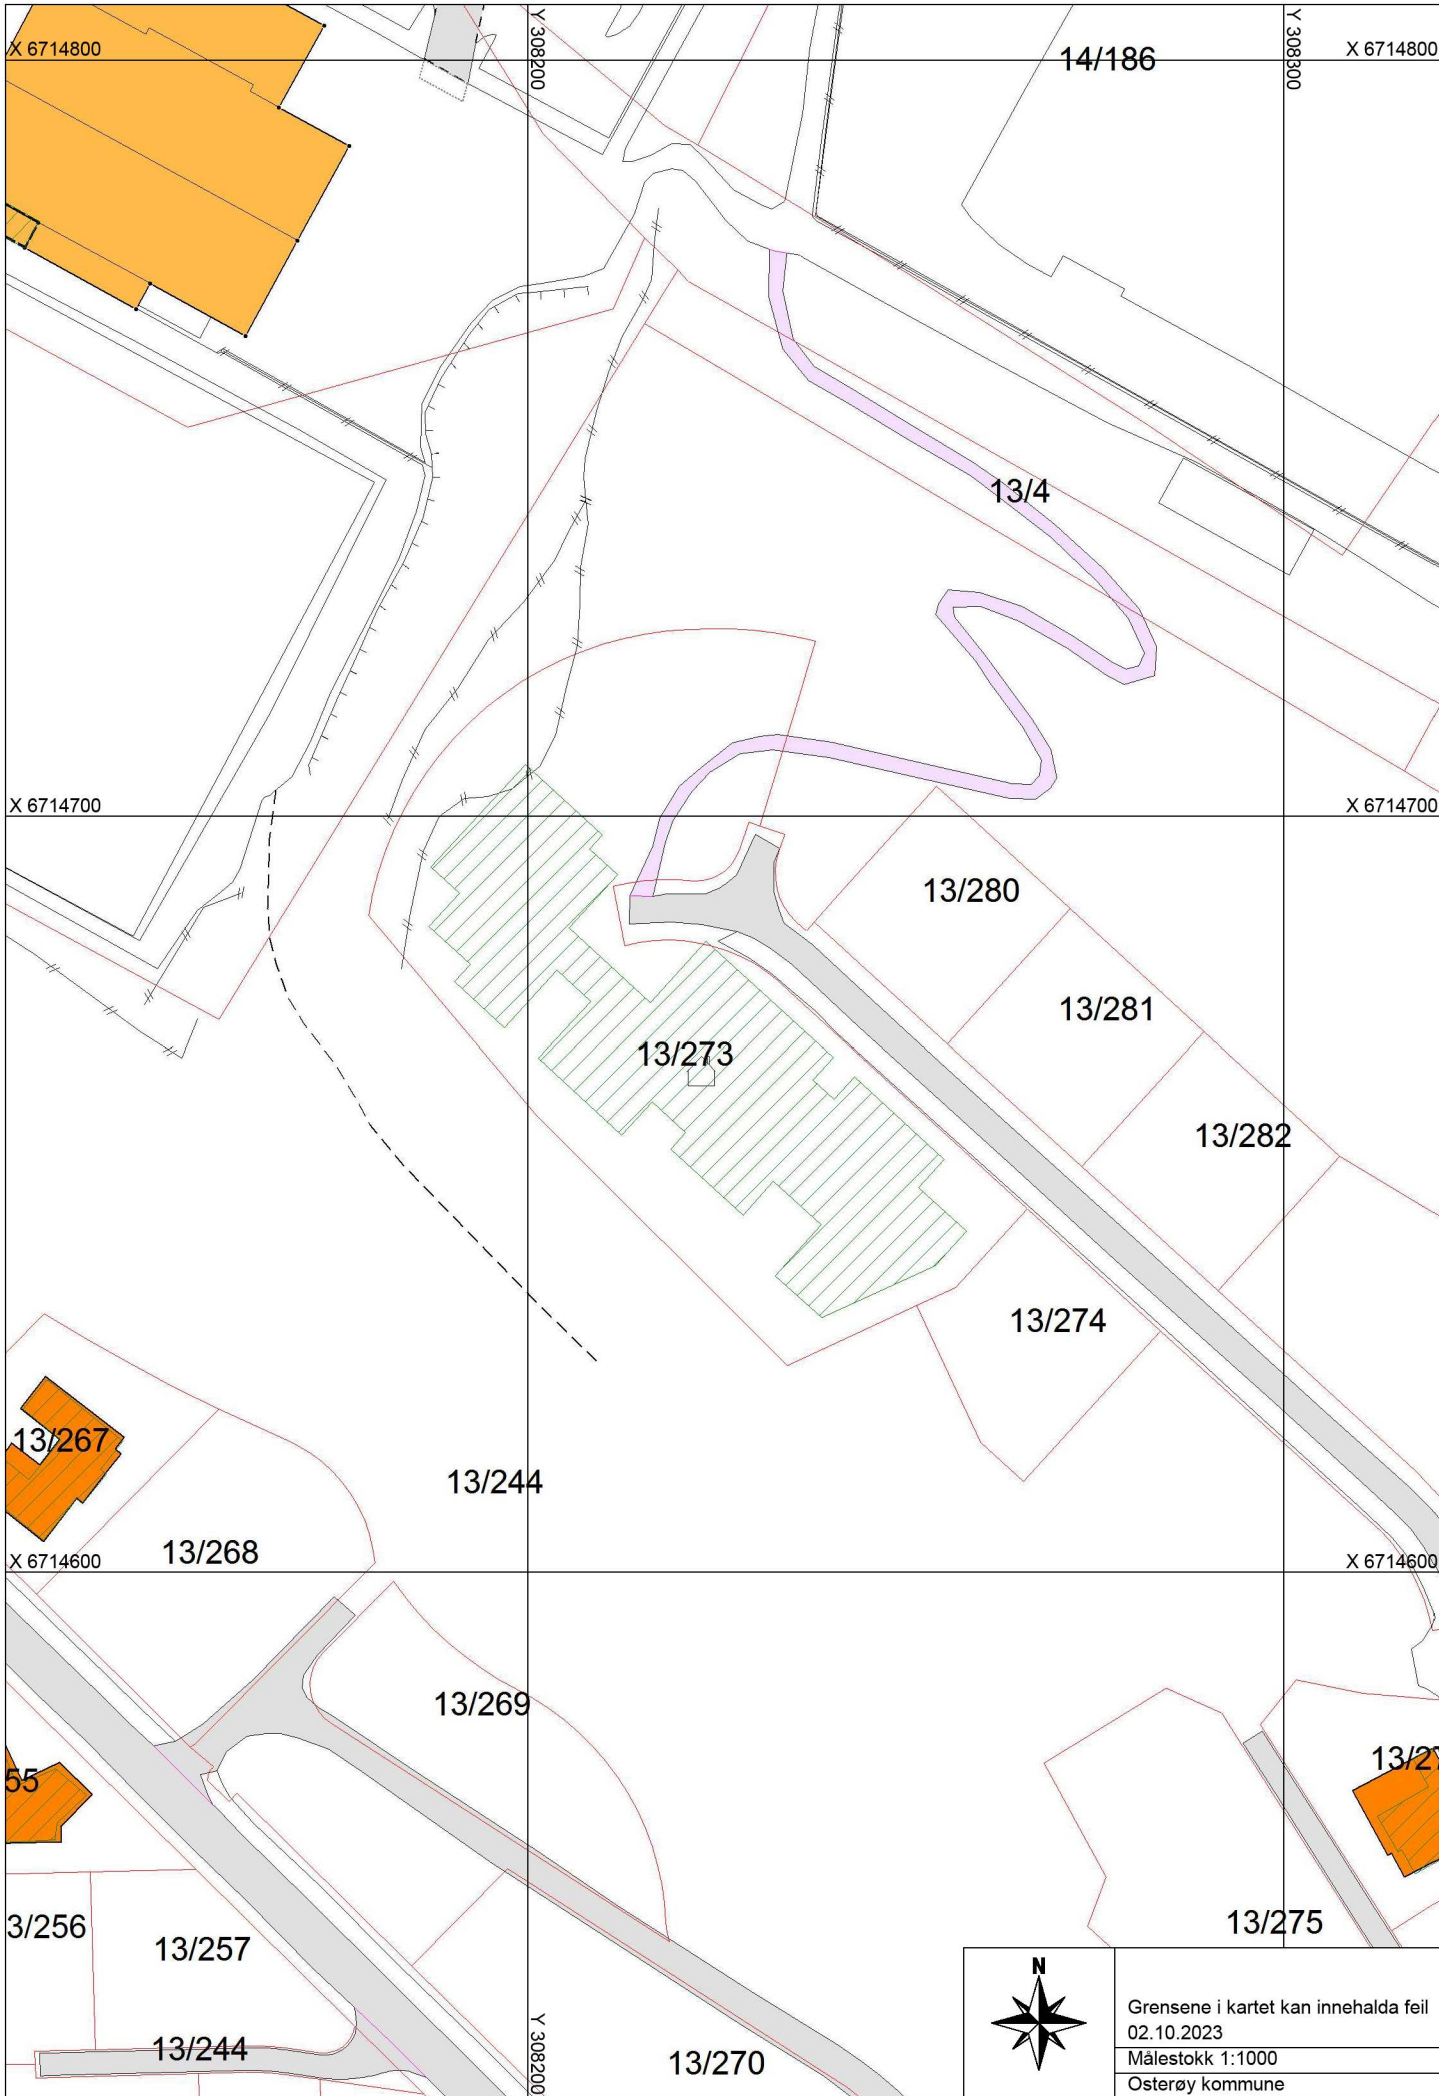 Y 308200
Y 308300
X 6714800
14/186
X 6714800
13/4
X 6714700
X 6714700
13/280
13/281
13/273
13/282
13/274
13/267
13/244
13/268
X 6714600
X 6714600
13/269
13/27
55
3/256
13/257
13/275
13/244
Y 308200
13/270
N
Grensene i kartet kan innehalda feil
02.10.2023
Målestokk 1:1000
Osterøy kommune